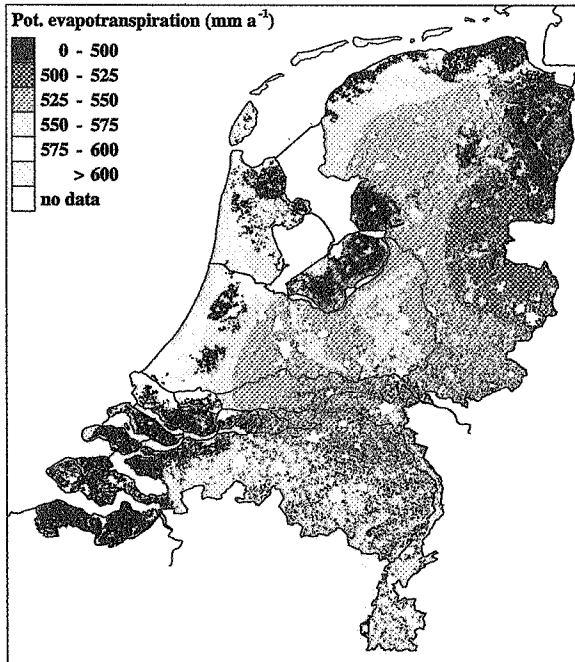 Pot. evapotranspiration (mm a⁻¹)
0 - 500
500 - 525
525 - 550
550 - 575
575 - 600
> 600
no data